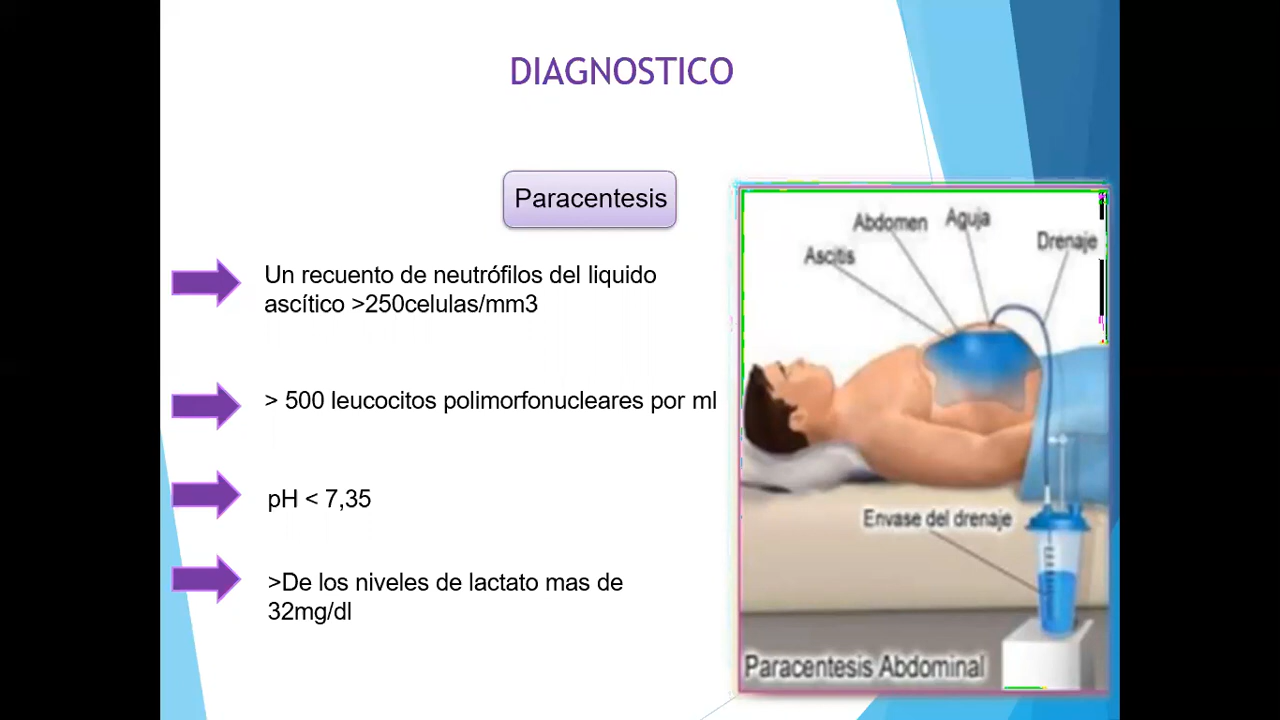 DIAGNOSTICO
Paracentesis
Un recuento de neutrófilos del liquido
ascítico >250celulas/mm3
> 500 leucocitos polimorfonucleares por ml
pH < 7,35
>De los niveles de lactato mas de
32mg/dl
Abdomen
Aguja
Drenaje
Ascitis
Envase del drenaje
Paracentesis Abdominal